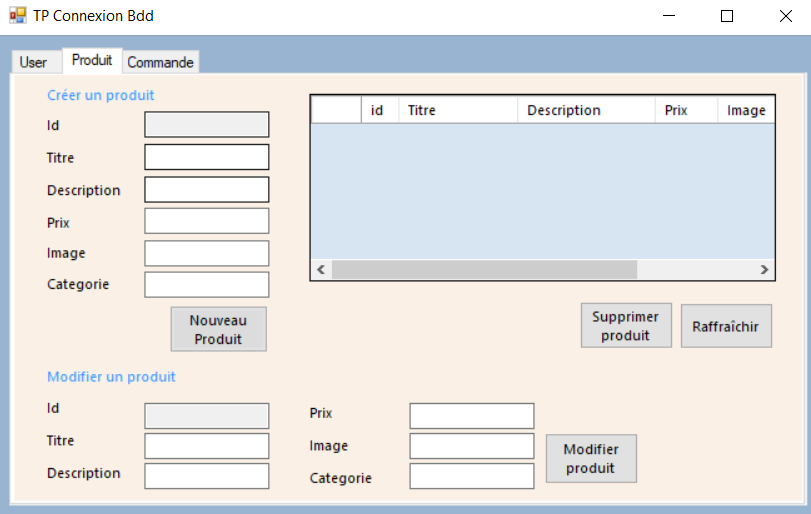 TP Connexion Bdd
User Produit Commande
Créer un produit
Id
Titre
Description
Prix
Image
Categorie
Nouveau
Produit
id Titre Description Prix Image
Supprimer
produit
Raffraîchir
Modifier un produit
Id
Titre
Description
Prix
Image
Categorie
Modifier
produit